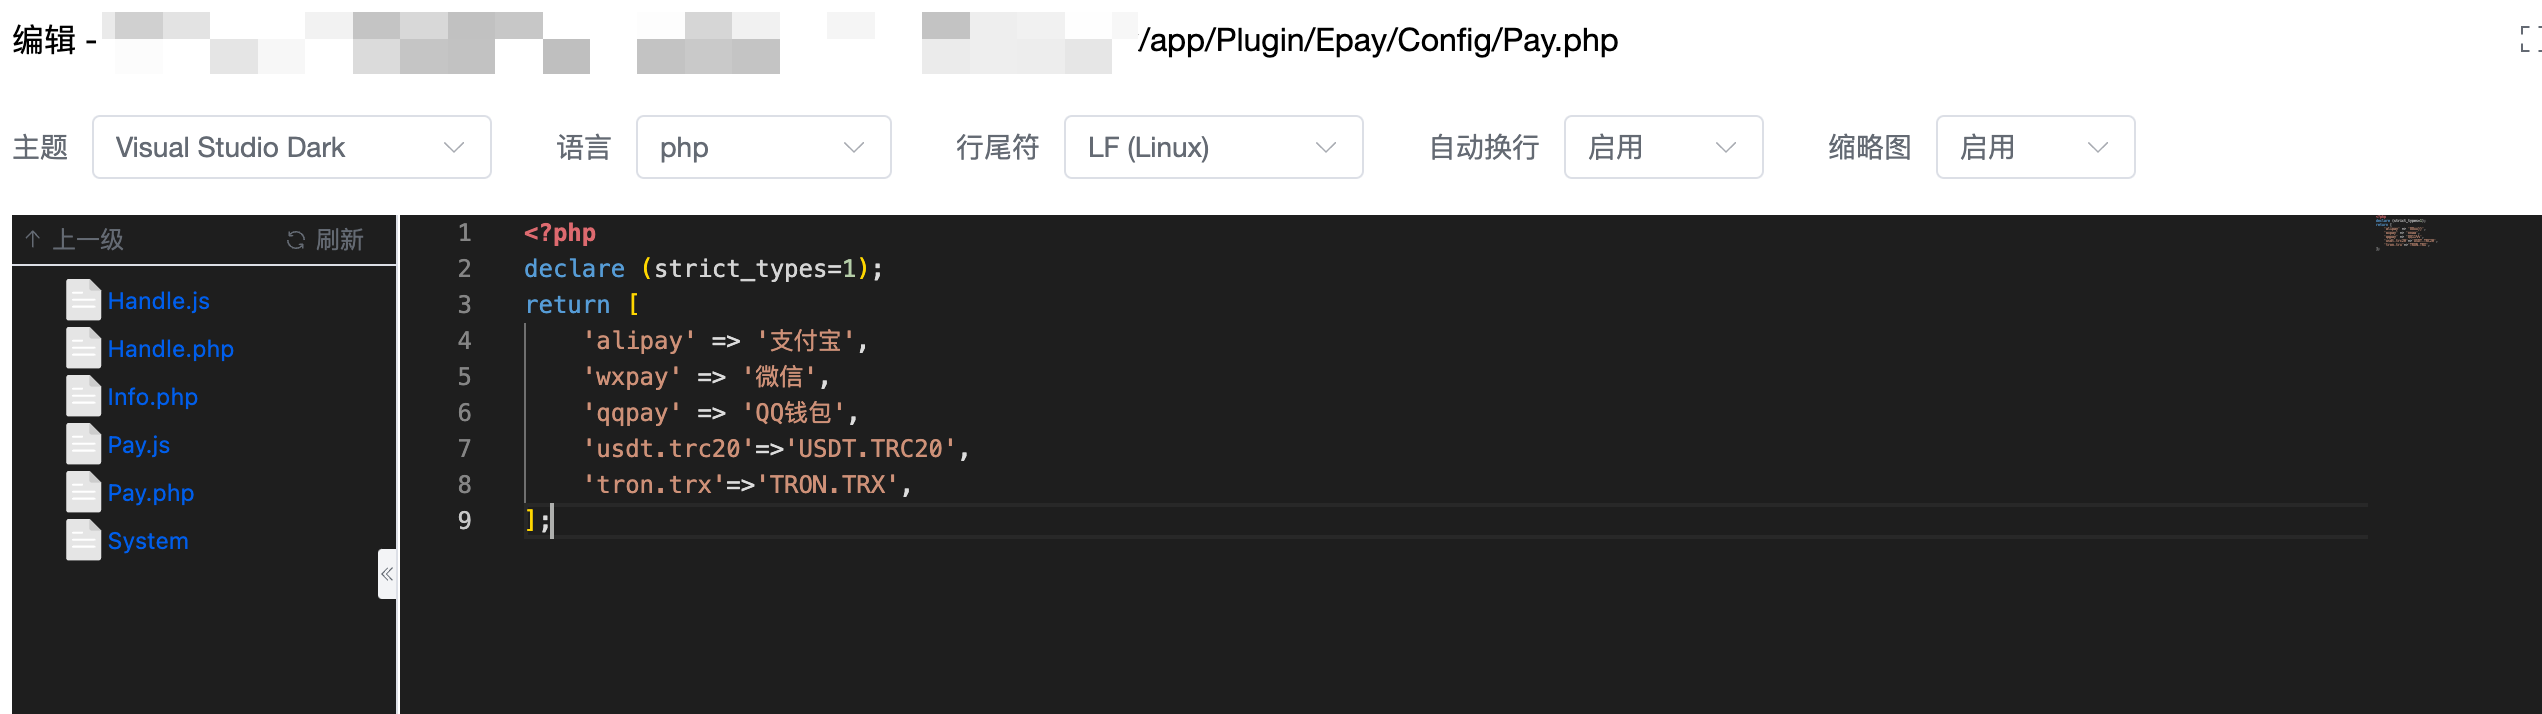 编辑 - /app/Plugin/Epay/Config/Pay.php
主题 Visual Studio Dark 语言 php 行尾符 LF (Linux) 自动换行 启用 缩略图 启用
上一级 刷新
Handle.js
Handle.php
Info.php
Pay.js
Pay.php
System
1 <?php
2 declare (strict_types=1);
3 return [
4 'alipay' => '支付宝',
5 'wxpay' => '微信',
6 'qqpay' => 'QQ钱包',
7 'usdt.trc20'=>'USDT.TRC20',
8 'tron.trx'=>'TRON.TRX',
9 ];